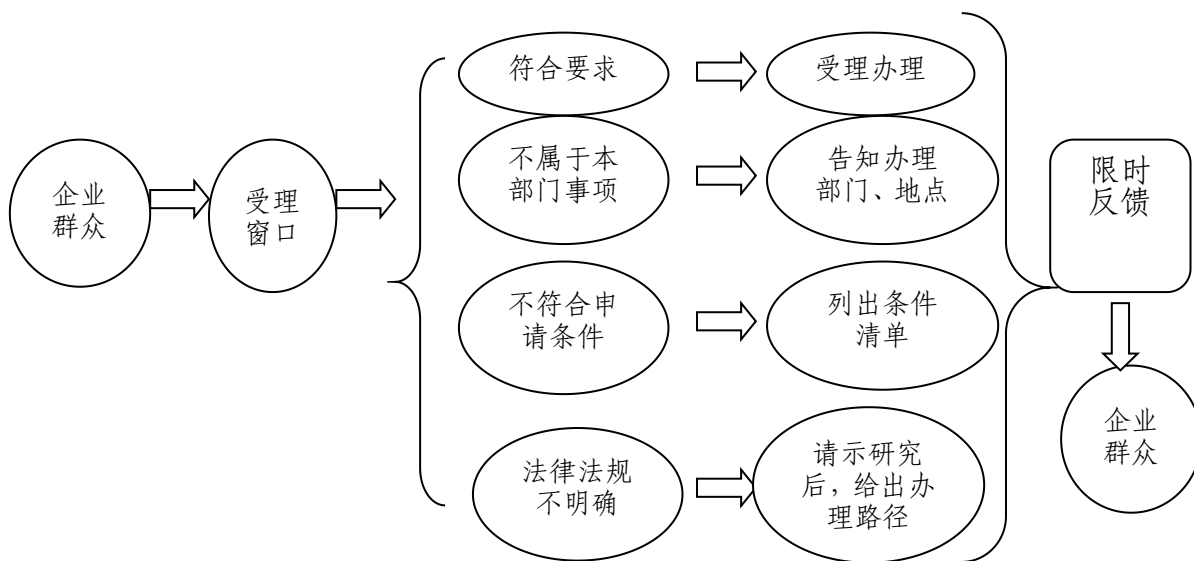 企业
群众
受理
窗口
符合要求
受理办理
不属于本
部门事项
告知办理
部门、地点
不符合申
请条件
列出条件
清单
法律法规
不明确
请示研究
后，给出办
理路径
限时
反馈
企业
群众